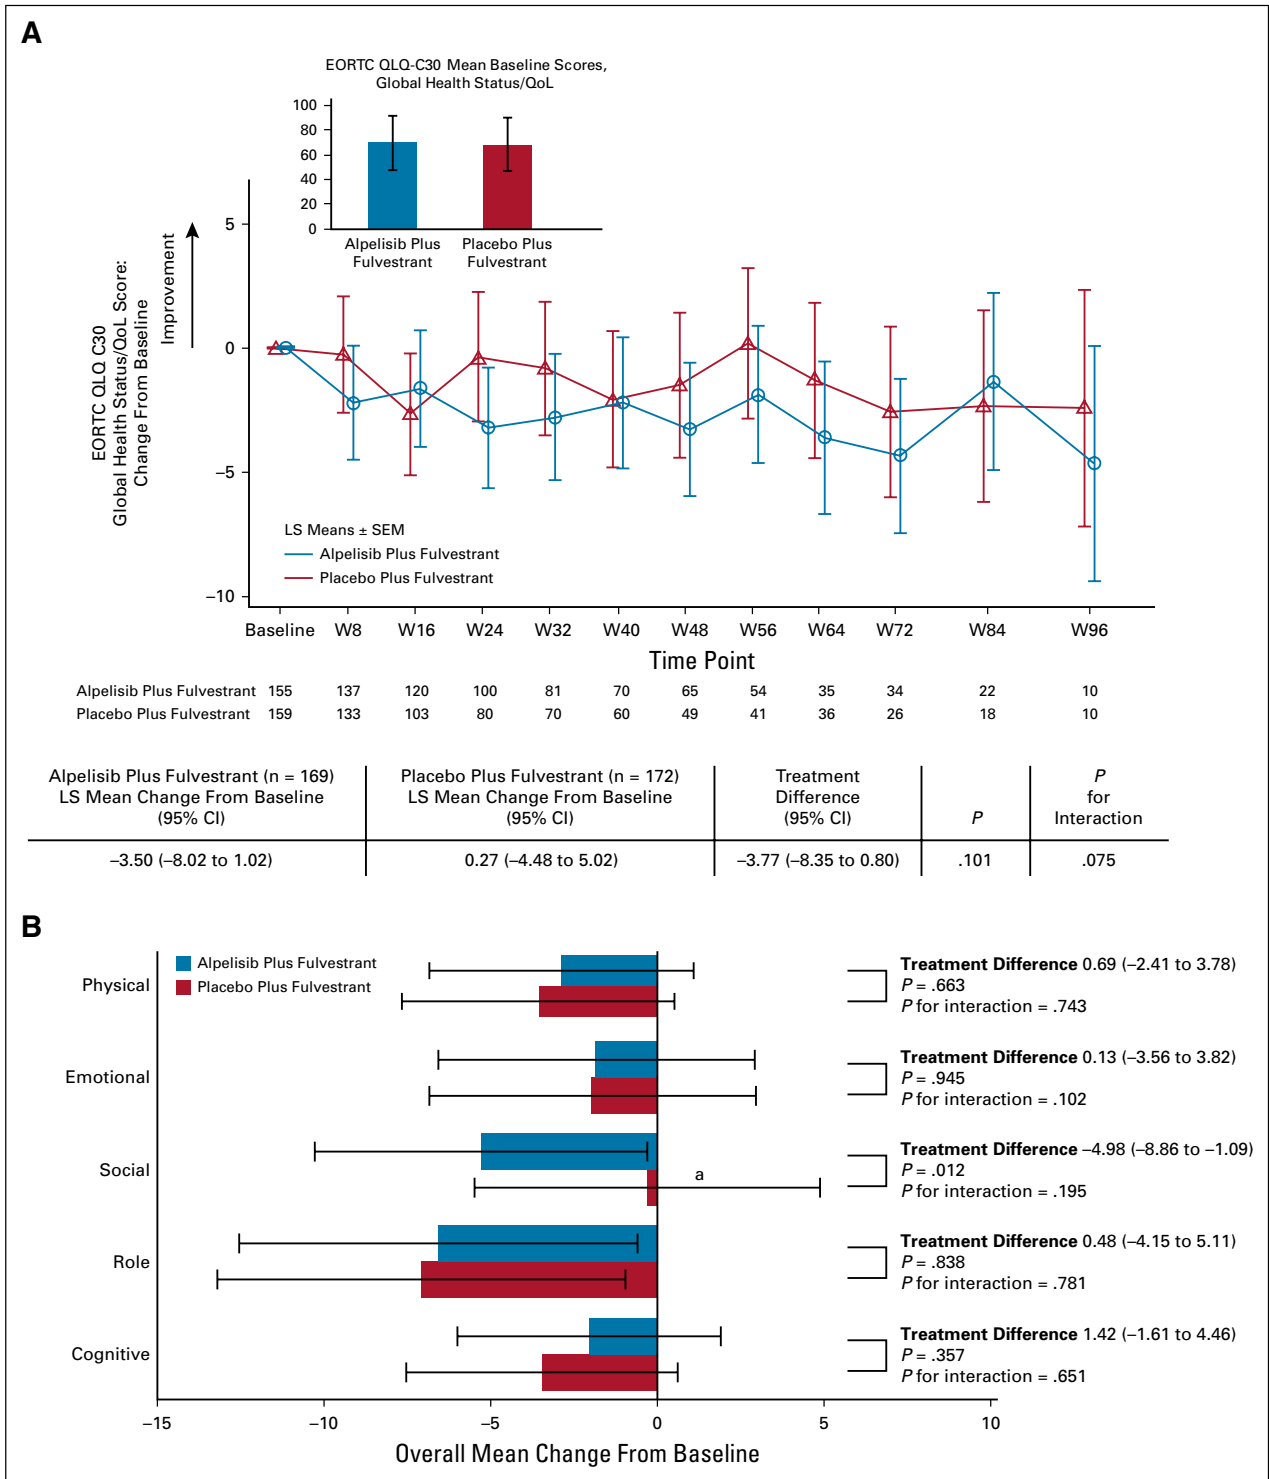 A
EORTC QLQ-C30 Mean Baseline Scores,
Global Health Status/QoL
100
80
60
40
20
0
Alpelisib Plus
Fulvestrant
Placebo Plus
Fulvestrant
EORTC QLQ C30
Global Health Status/QoL Score:
Change From Baseline
Improvement
5
0
−5
−10
LS Means ± SEM
Alpelisib Plus Fulvestrant
Placebo Plus Fulvestrant
Baseline W8 W16 W24 W32 W40 W48 W56 W64 W72 W84 W96
Time Point
Alpelisib Plus Fulvestrant 155 137 120 100 81 70 65 54 35 34 22 10
Placebo Plus Fulvestrant 159 133 103 80 70 60 49 41 36 26 18 10
Alpelisib Plus Fulvestrant (n = 169)
LS Mean Change From Baseline
(95% CI)
Placebo Plus Fulvestrant (n = 172)
LS Mean Change From Baseline
(95% CI)
Treatment
Difference
(95% CI)
P
P
for
Interaction
−3.50 (−8.02 to 1.02) 0.27 (−4.48 to 5.02) −3.77 (−8.35 to 0.80) .101 .075
B
Alpelisib Plus Fulvestrant
Placebo Plus Fulvestrant
Physical
Treatment Difference 0.69 (−2.41 to 3.78)
P = .663
P for interaction = .743
Emotional
Treatment Difference 0.13 (−3.56 to 3.82)
P = .945
P for interaction = .102
Social
a
Treatment Difference −4.98 (−8.86 to −1.09)
P = .012
P for interaction = .195
Role
Treatment Difference 0.48 (−4.15 to 5.11)
P = .838
P for interaction = .781
Cognitive
Treatment Difference 1.42 (−1.61 to 4.46)
P = .357
P for interaction = .651
−15 −10 −5 0 5 10
Overall Mean Change From Baseline